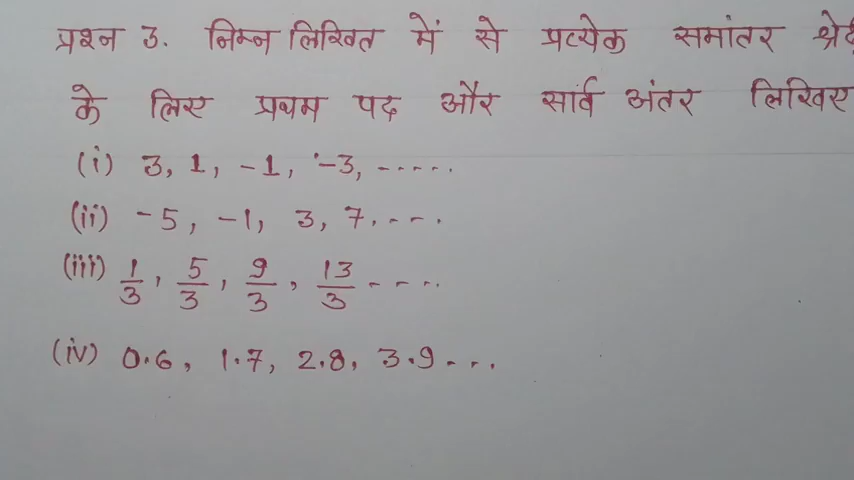 प्रश्न 3. निम्न लिखित में से प्रत्येक समांतर
के लिए प्रथम पद और सार्व अंतर लिखिए
(i) 3, 1, -1, -3, .....
(ii) -5, -1, 3, 7. ....
(iii) 1/3, 5/3, 9/3, 13/3 ....
(iv) 0.6, 1.7, 2.8, 3.9 ...